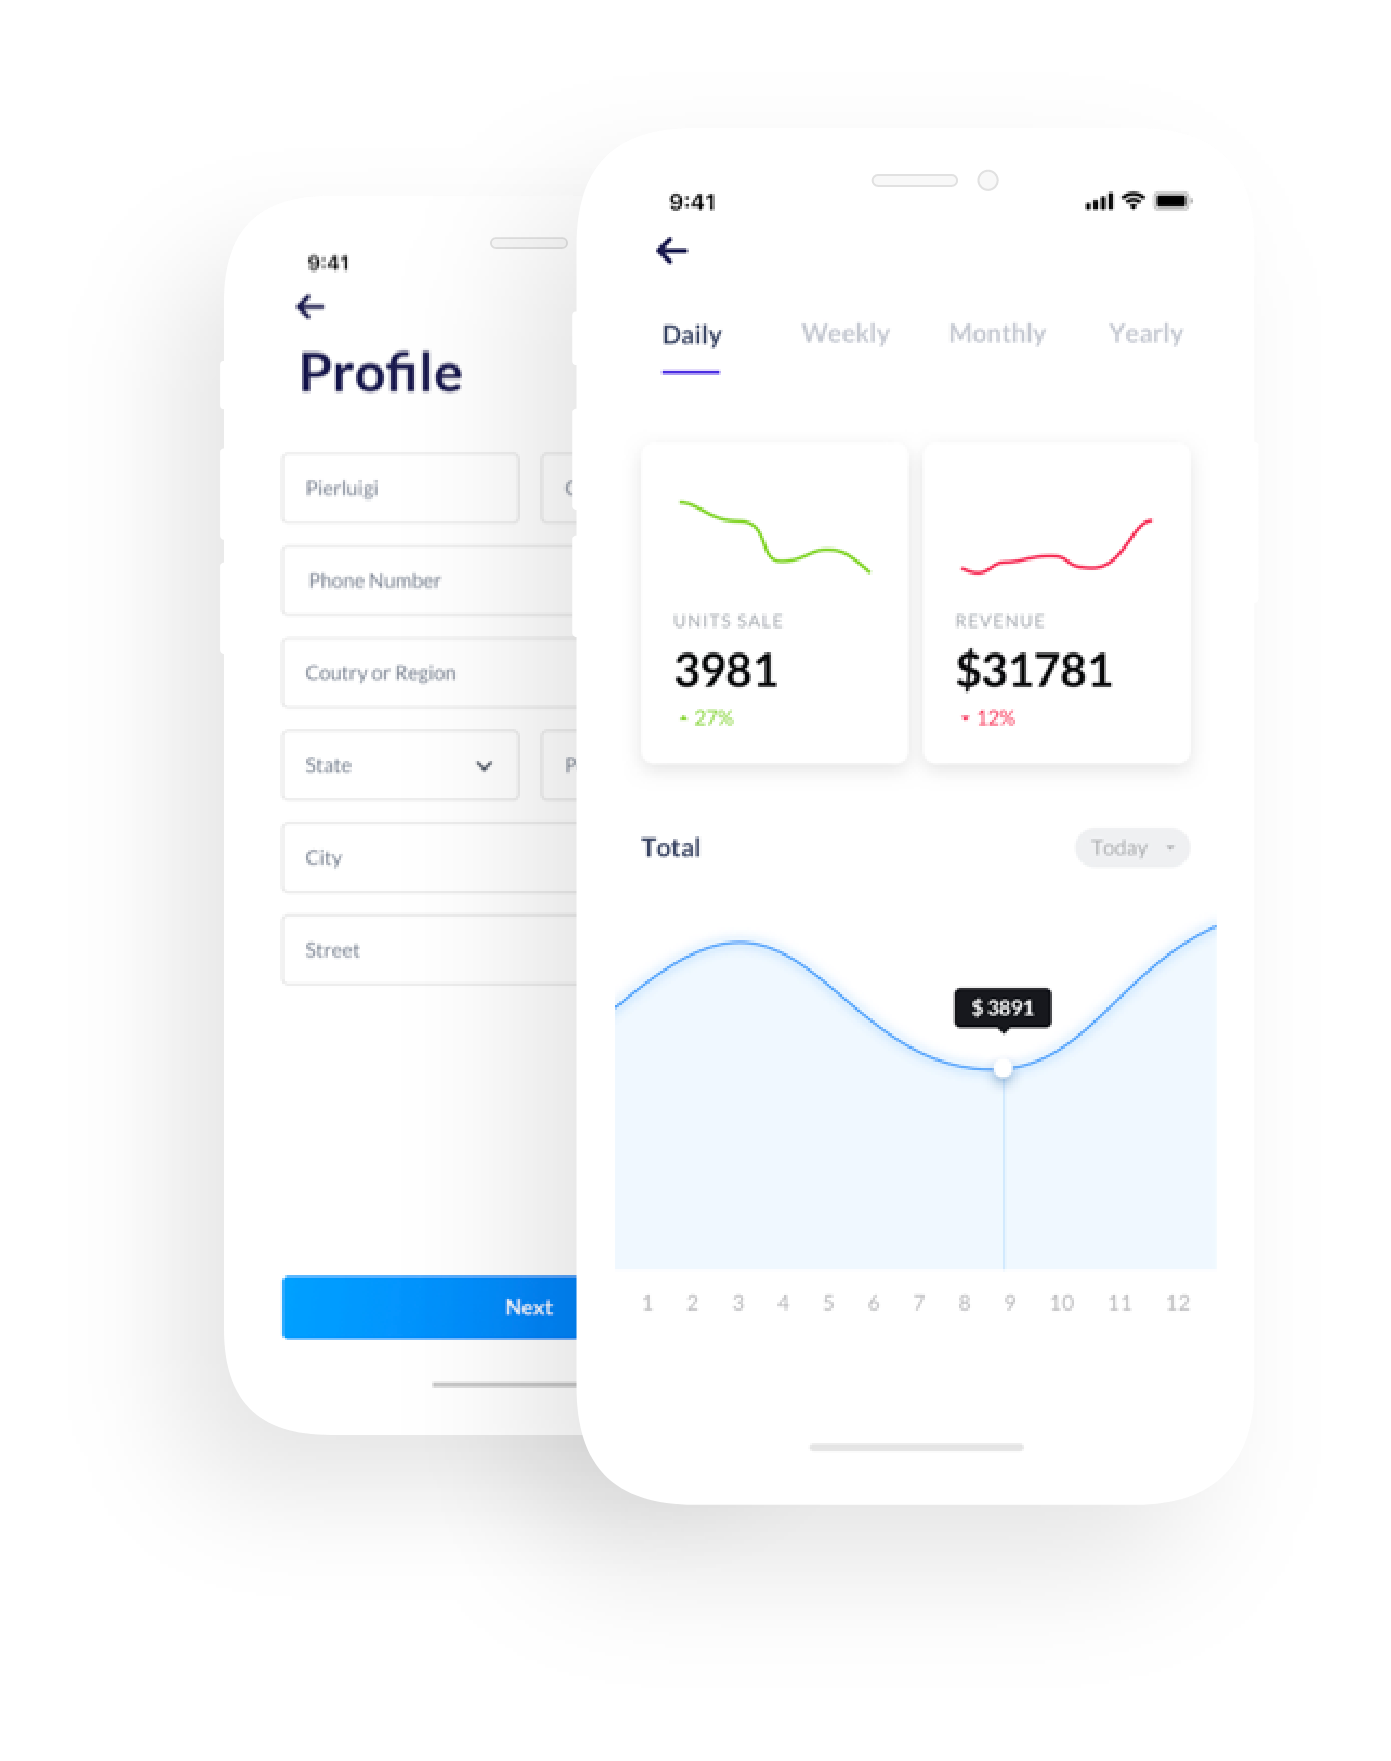 9:41
Profile
Pierluigi
Phone Number
Coutry or Region
State
City
Street
Next
9:41
Daily Weekly Monthly Yearly
UNITS SALE
3981
27%
REVENUE
$31781
12%
Total
Today
$ 3891
1 2 3 4 5 6 7 8 9 10 11 12